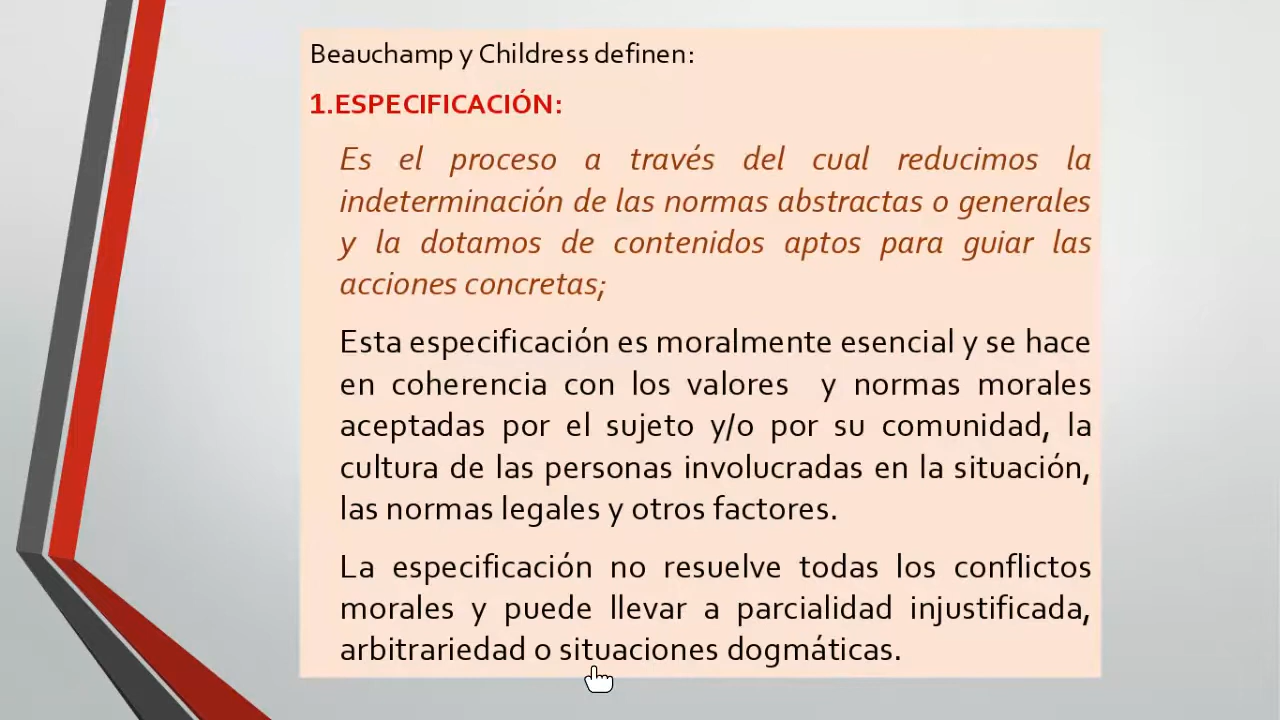 Beauchamp y Childress definen:
1.ESPECIFICACIÓN:
Es el proceso a través del cual reducimos la
indeterminación de las normas abstractas o generales
y la dotamos de contenidos aptos para guiar las
acciones concretas;
Esta especificación es moralmente esencial y se hace
en coherencia con los valores y normas morales
aceptadas por el sujeto y/o por su comunidad, la
cultura de las personas involucradas en la situación,
las normas legales y otros factores.
La especificación no resuelve todas los conflictos
morales y puede llevar a parcialidad injustificada,
arbitrariedad o situaciones dogmáticas.